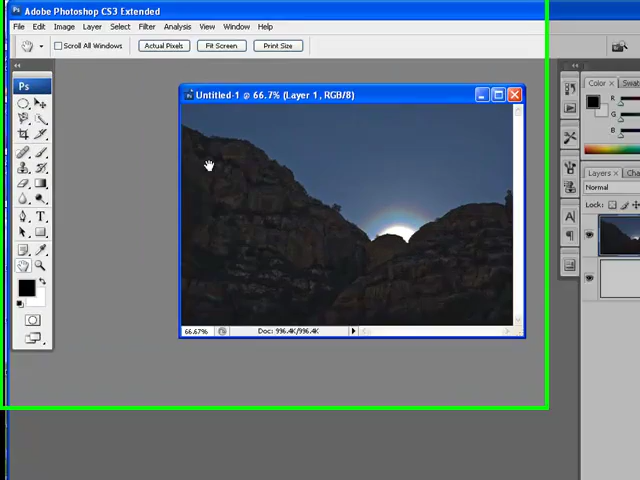 Adobe Photoshop CS3 Extended
File Edit Image Layer Select Filter Analysis View Window Help
Scroll All Windows Actual Pixels Fit Screen Print Size
Ps
Untitled-1 @ 66.7% (Layer 1, RGB/8)
T
66.67% Doc: 996.4K/996.4K
Color x
R
G
B
A
Layers x
Normal
Lock: